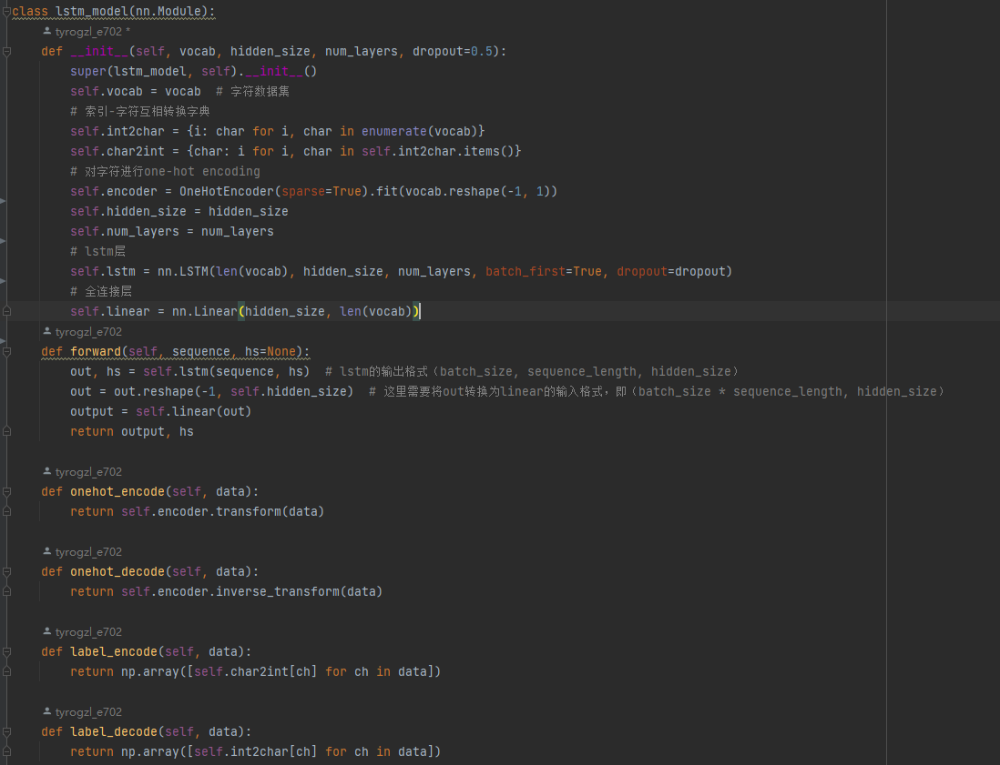 class lstm_model(nn.Module):
tyrogzl_e702 *
def __init__(self, vocab, hidden_size, num_layers, dropout=0.5):
super(lstm_model, self).__init__()
self.vocab = vocab  # 字符数据集
# 索引-字符互相转换字典
self.int2char = {i: char for i, char in enumerate(vocab)}
self.char2int = {char: i for i, char in self.int2char.items()}
# 对字符进行one-hot encoding
self.encoder = OneHotEncoder(sparse=True).fit(vocab.reshape(-1, 1))
self.hidden_size = hidden_size
self.num_layers = num_layers
# lstm层
self.lstm = nn.LSTM(len(vocab), hidden_size, num_layers, batch_first=True, dropout=dropout)
# 全连接层
self.linear = nn.Linear(hidden_size, len(vocab))
tyrogzl_e702
def forward(self, sequence, hs=None):
out, hs = self.lstm(sequence, hs)  # lstm的输出格式（batch_size, sequence_length, hidden_size）
out = out.reshape(-1, self.hidden_size)  # 这里需要将out转换为linear的输入格式，即（batch_size * sequence_length, hidden_size）
output = self.linear(out)
return output, hs
tyrogzl_e702
def onehot_encode(self, data):
return self.encoder.transform(data)
tyrogzl_e702
def onehot_decode(self, data):
return self.encoder.inverse_transform(data)
tyrogzl_e702
def label_encode(self, data):
return np.array([self.char2int[ch] for ch in data])
tyrogzl_e702
def label_decode(self, data):
return np.array([self.int2char[ch] for ch in data])